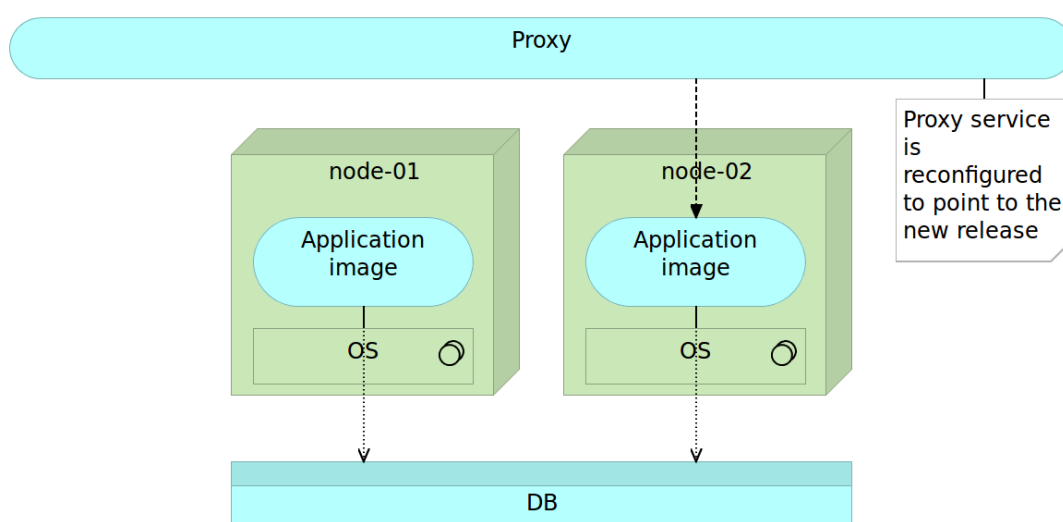 Proxy
Proxy service
is
reconfigured
to point to the
new release
node-01
node-02
Application
image
Application
image
OS
OS
DB